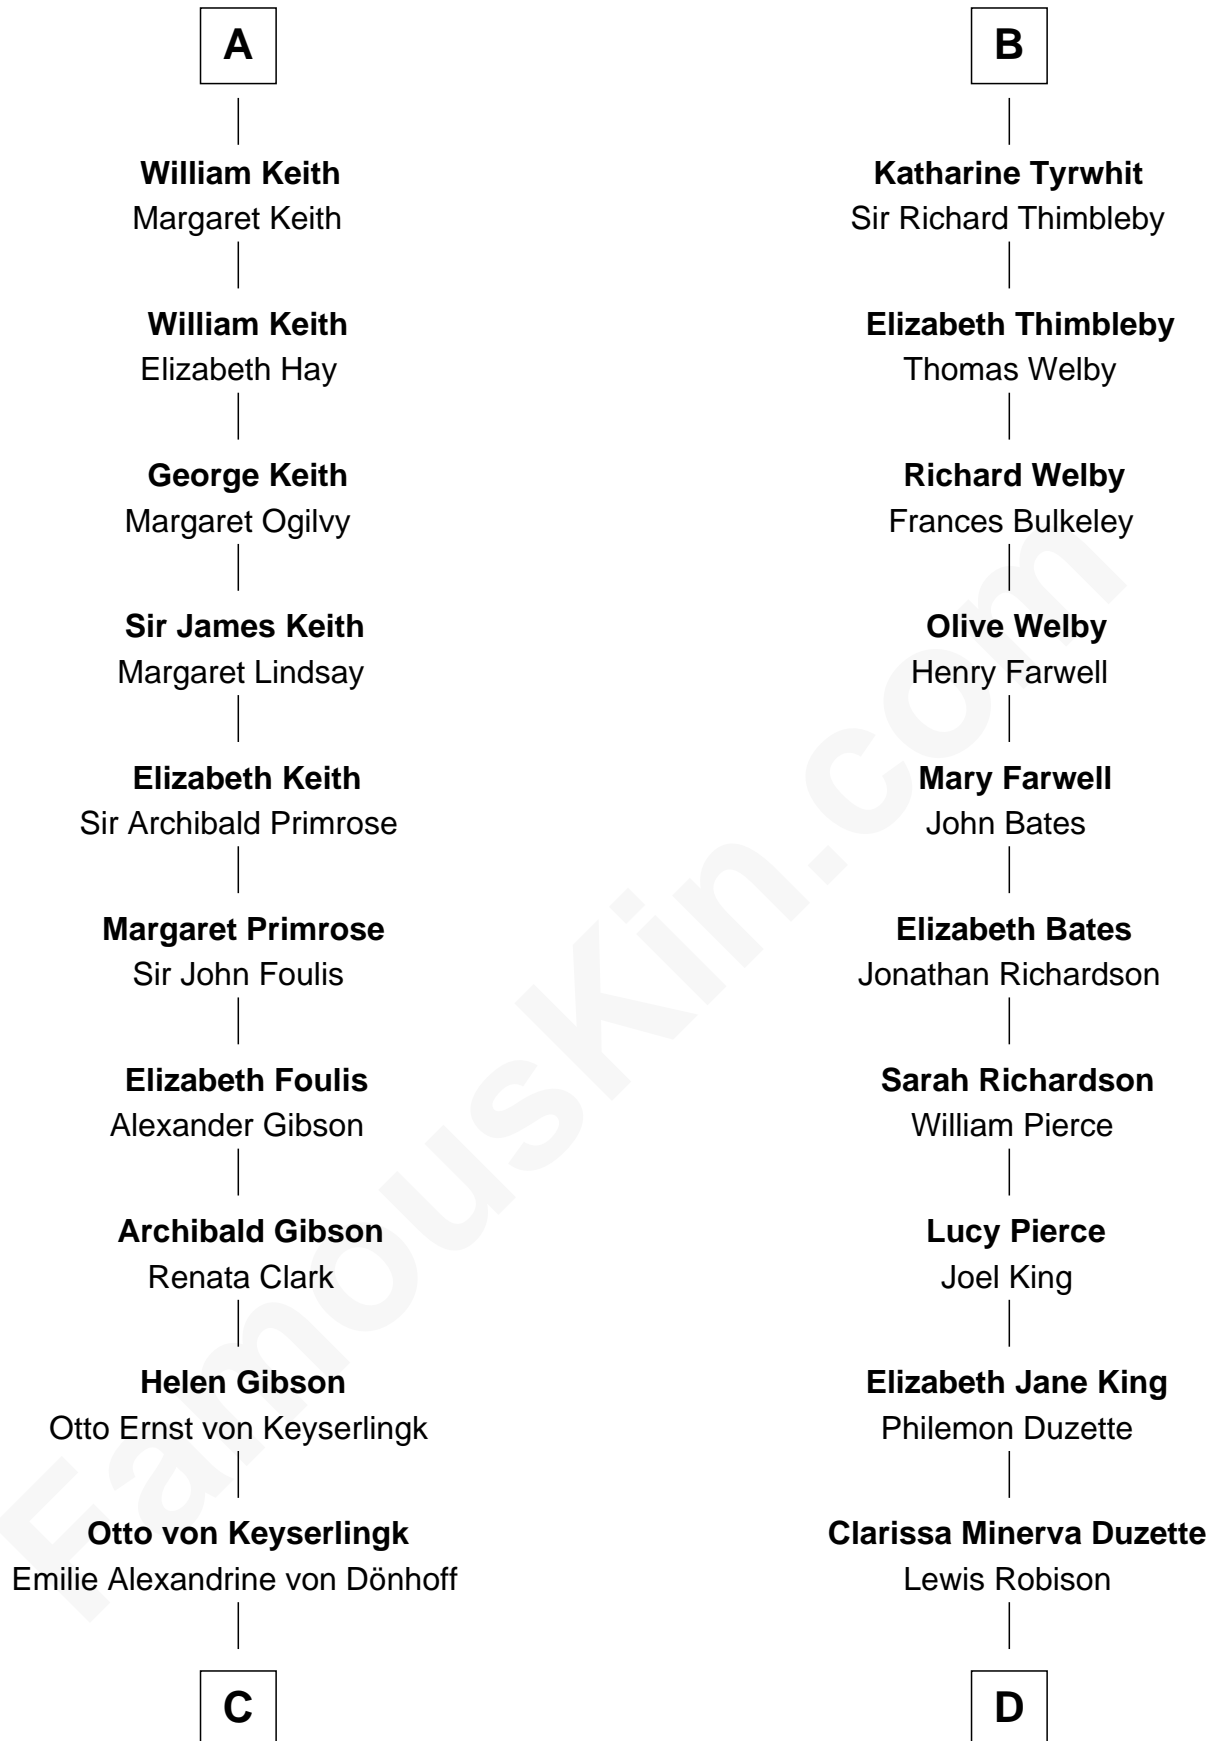 A
William Keith
Margaret Keith
William Keith
Elizabeth Hay
George Keith
Margaret Ogilvy
Sir James Keith
Margaret Lindsay
Elizabeth Keith
Sir Archibald Primrose
Margaret Primrose
Sir John Foulis
Elizabeth Foulis
Alexander Gibson
Archibald Gibson
Renata Clark
Helen Gibson
Otto Ernst von Keyserlingk
Otto von Keyserlingk
Emilie Alexandrine von Dönhoff
C
B
Katharine Tyrwhit
Sir Richard Thimbleby
Elizabeth Thimbleby
Thomas Welby
Richard Welby
Frances Bulkeley
Olive Welby
Henry Farwell
Mary Farwell
John Bates
Elizabeth Bates
Jonathan Richardson
Sarah Richardson
William Pierce
Lucy Pierce
Joel King
Elizabeth Jane King
Philemon Duzette
Clarissa Minerva Duzette
Lewis Robison
D
FamousKin.com